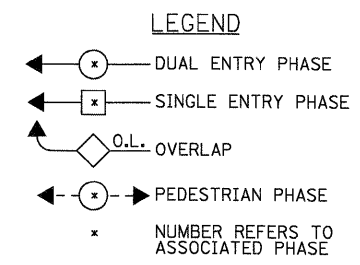 LEGEND
* DUAL ENTRY PHASE
* SINGLE ENTRY PHASE
O.L. OVERLAP
* PEDESTRIAN PHASE
* NUMBER REFERS TO
ASSOCIATED PHASE